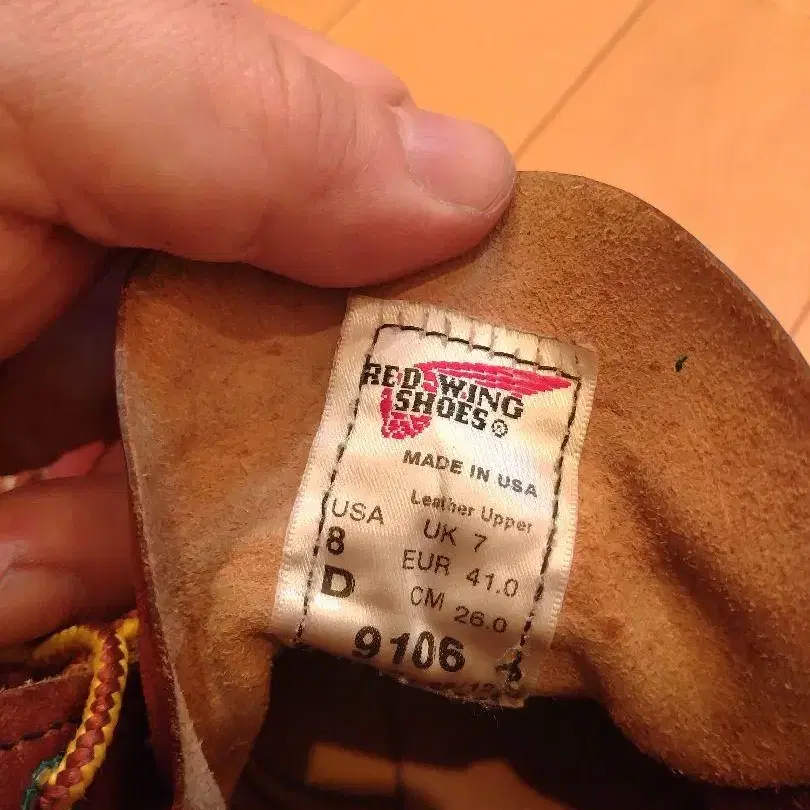 RED WING
SHOES®
MADE IN USA
Leather Upper
USA
8
D
UK 7
EUR 41.0
CM 26.0
9106